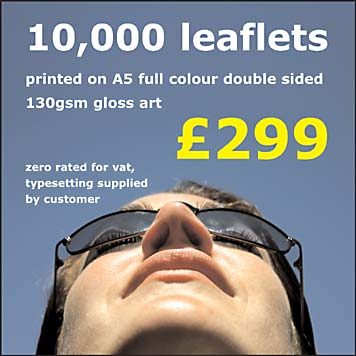 10,000 leaflets
printed on A5 full colour double sided
130gsm gloss art
£299
zero rated for vat,
typesetting supplied
by customer